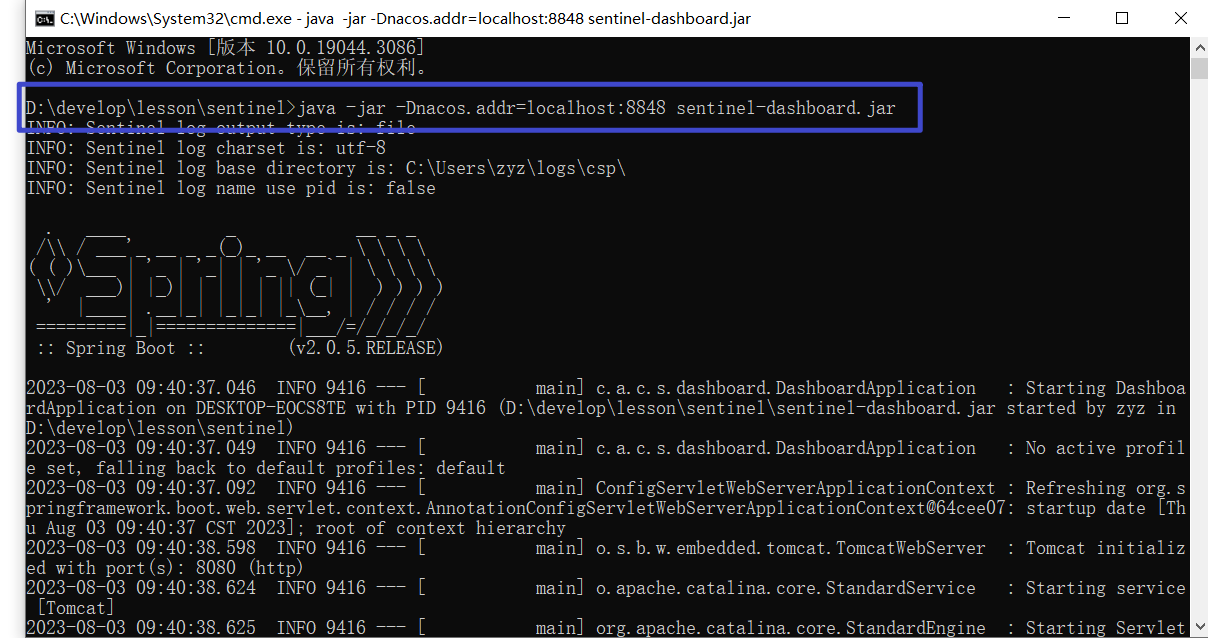 C:\Windows\System32\cmd.exe - java -jar -Dnacos.addr=localhost:8848 sentinel-dashboard.jar
Microsoft Windows [版本 10.0.19044.3086]
(c) Microsoft Corporation。保留所有权利。
D:\develop\lesson\sentinel>java -jar -Dnacos.addr=localhost:8848 sentinel-dashboard.jar
INFO: Sentinel log output type is: file
INFO: Sentinel log charset is: utf-8
INFO: Sentinel log base directory is: C:\Users\zyz\logs\csp\
INFO: Sentinel log name use pid is: false
Spring
:: Spring Boot ::        (v2.0.5.RELEASE)
2023-08-03 09:40:37.046  INFO 9416 --- [           main] c.a.c.s.dashboard.DashboardApplication   : Starting Dashboa
rdApplication on DESKTOP-EOCS8TE with PID 9416 (D:\develop\lesson\sentinel\sentinel-dashboard.jar started by zyz in
D:\develop\lesson\sentinel)
2023-08-03 09:40:37.049  INFO 9416 --- [           main] c.a.c.s.dashboard.DashboardApplication   : No active profil
e set, falling back to default profiles: default
2023-08-03 09:40:37.092  INFO 9416 --- [           main] ConfigServletWebServerApplicationContext : Refreshing org.s
pringframework.boot.web.servlet.context.AnnotationConfigServletWebServerApplicationContext@64cee07: startup date [Th
u Aug 03 09:40:37 CST 2023]; root of context hierarchy
2023-08-03 09:40:38.598  INFO 9416 --- [           main] o.s.b.w.embedded.tomcat.TomcatWebServer  : Tomcat initializ
ed with port(s): 8080 (http)
2023-08-03 09:40:38.624  INFO 9416 --- [           main] o.apache.catalina.core.StandardService   : Starting service
[Tomcat]
2023-08-03 09:40:38.625  INFO 9416 --- [           main] org.apache.catalina.core.StandardEngine  : Starting Servlet